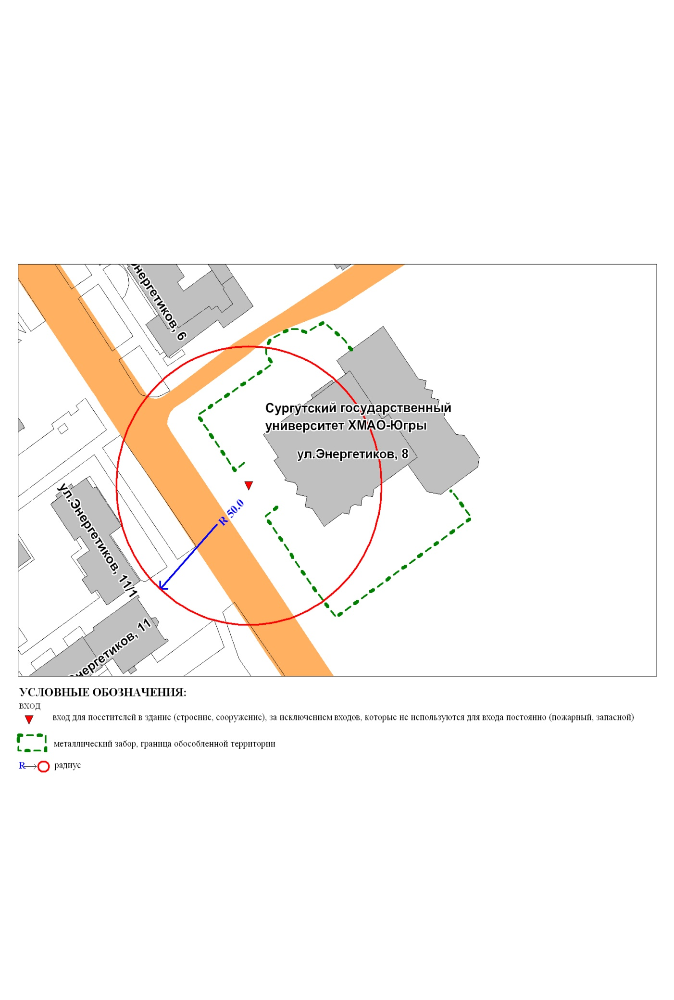 Энергетиков, 6
Сургутский государственный
университет ХМАО-Югры
ул.Энергетиков, 8
R 50.0
ул.Энергетиков, 11/1
Энергетиков, 11
УСЛОВНЫЕ ОБОЗНАЧЕНИЯ:
ВХОД
вход для посетителей в здание (строение, сооружение), за исключением входов, которые не используются для входа постоянно (пожарный, запасной)
металлический забор, граница обособленной территории
R радиус